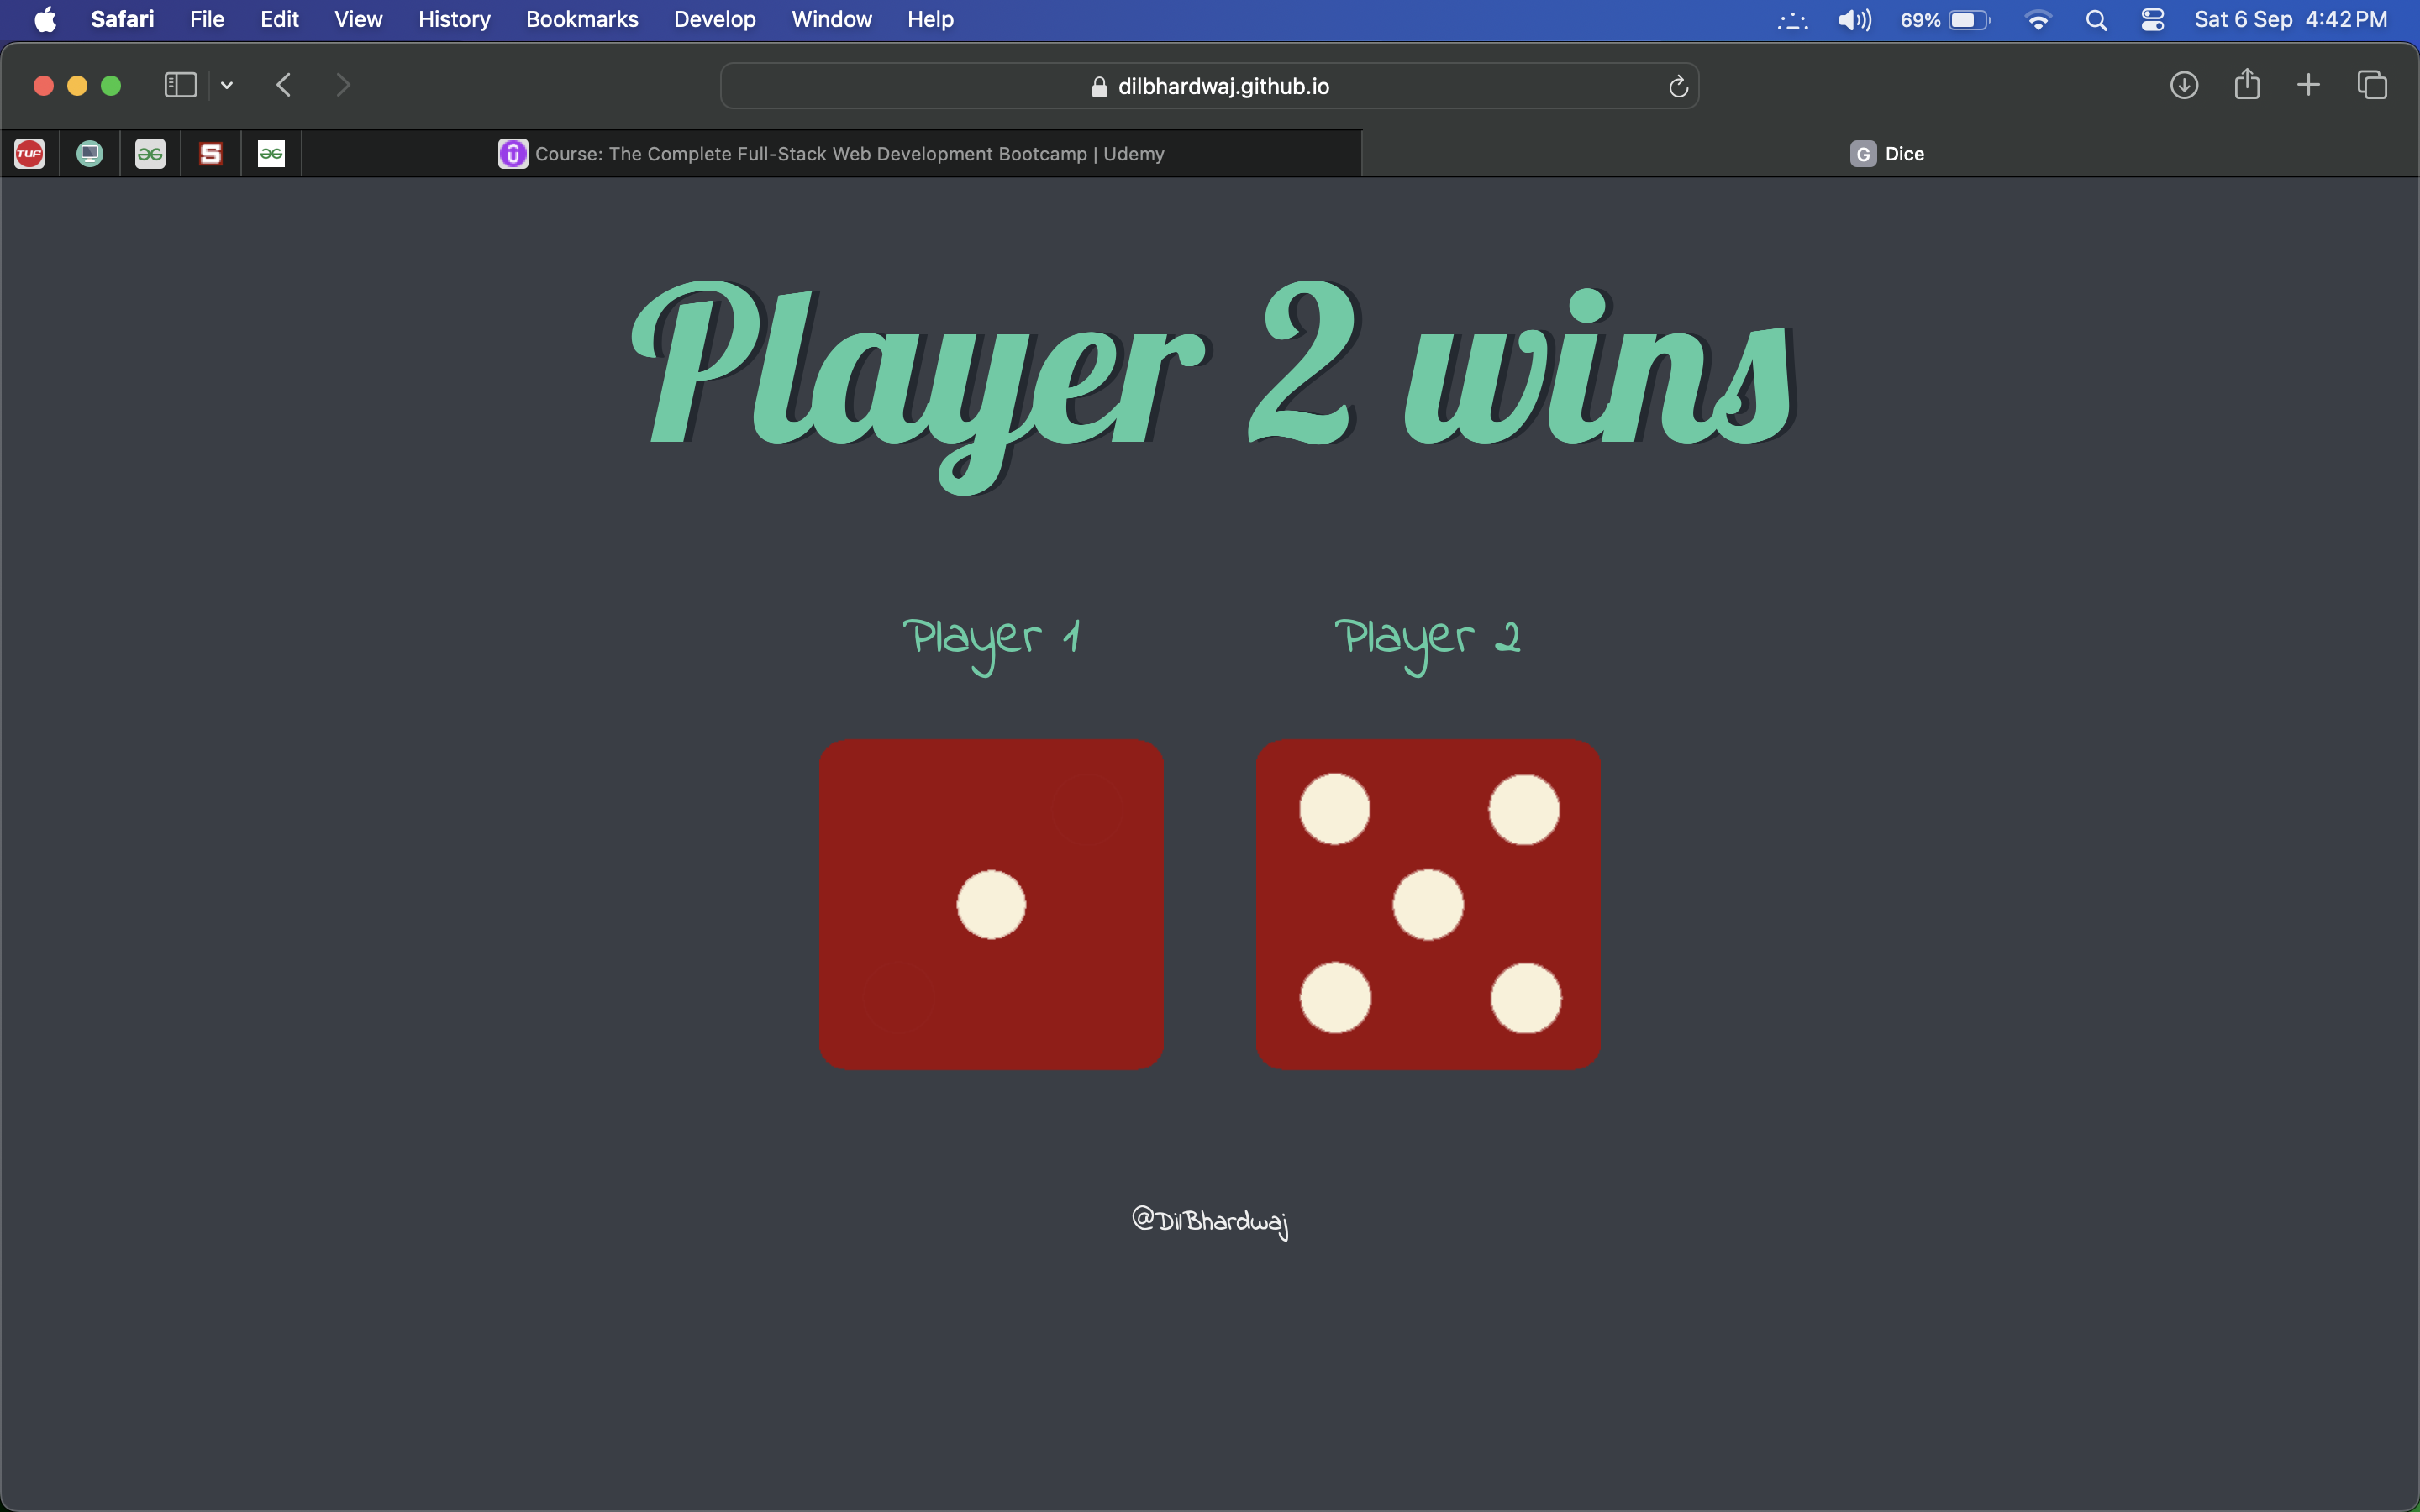 Safari File Edit View History Bookmarks Develop Window Help 69% Sat 6 Sep 4:42 PM
dilbhardwaj.github.io
TUF S Course: The Complete Full-Stack Web Development Bootcamp | Udemy G Dice
Player 2 wins
Player 1 Player 2
@DilBhardwaj